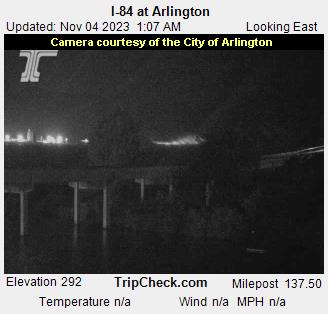 I-84 at Arlington
Updated: Nov 04 2023 1:07 AM Looking East
Camera courtesy of the City of Arlington
Elevation 292 TripCheck.com Milepost 137.50
Temperature n/a Wind n/a MPH n/a